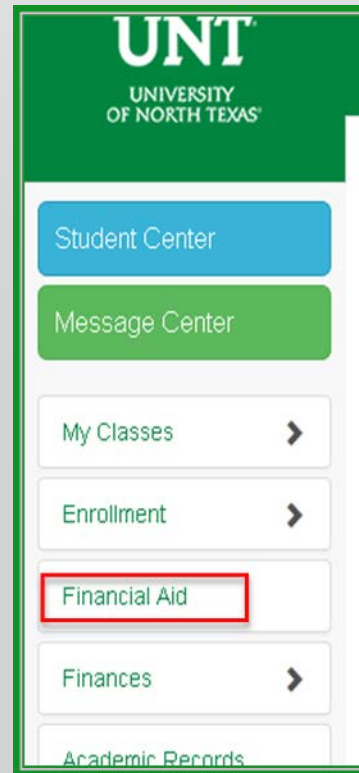 UNT
UNIVERSITY
OF NORTH TEXAS®
Student Center
Message Center
My Classes
Enrollment
Financial Aid
Finances
Academic Records